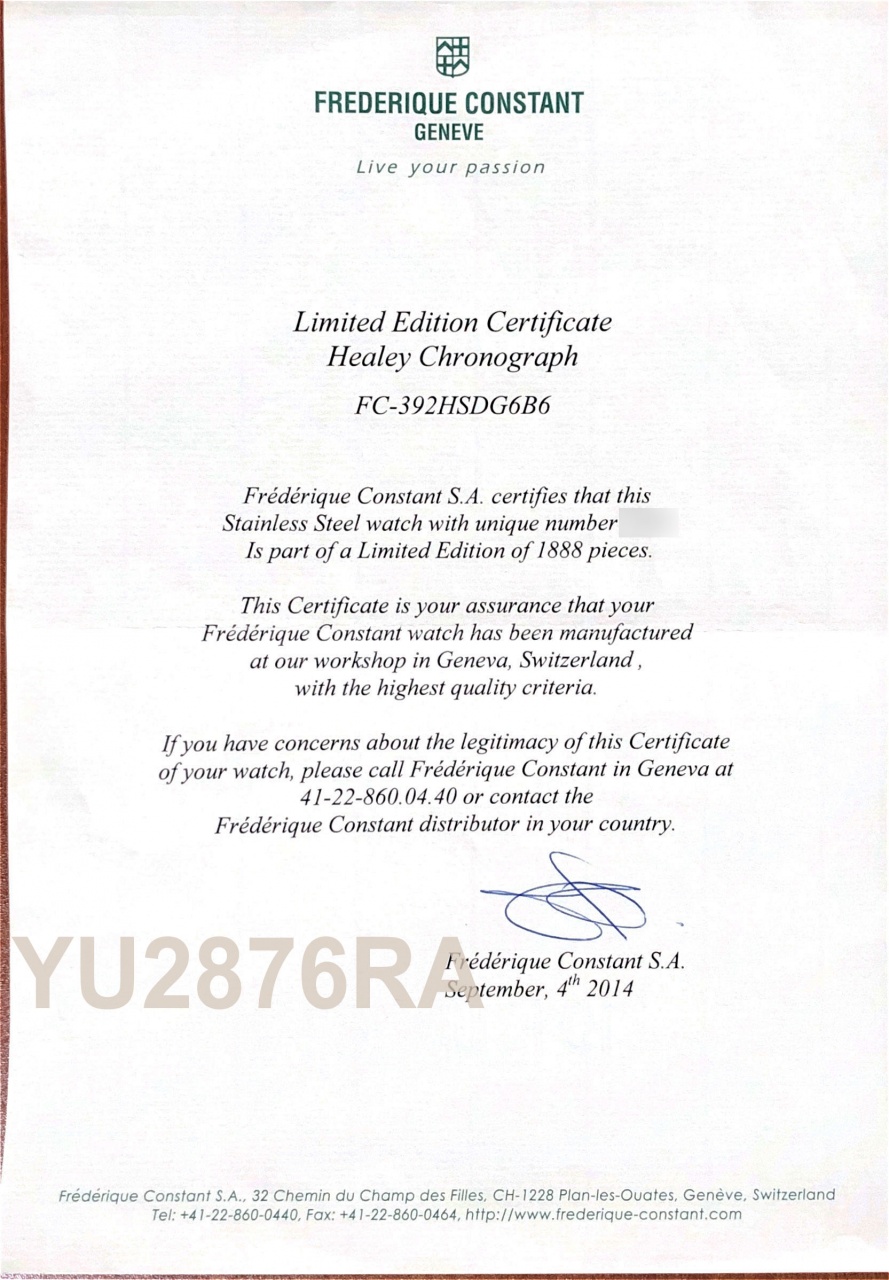 FREDERIQUE CONSTANT
GENEVE
Live your passion
Limited Edition Certificate
Healey Chronograph
FC-392HSDG6B6
Frédérique Constant S.A. certifies that this
Stainless Steel watch with unique number
Is part of a Limited Edition of 1888 pieces.
This Certificate is your assurance that your
Frédérique Constant watch has been manufactured
at our workshop in Geneva, Switzerland ,
with the highest quality criteria.
If you have concerns about the legitimacy of this Certificate
of your watch, please call Frédérique Constant in Geneva at
41-22-860.04.40 or contact the
Frédérique Constant distributor in your country.
YU2876RA
Frédérique Constant S.A.
September, 4th 2014
Frédérique Constant S.A., 32 Chemin du Champ des Filles, CH-1228 Plan-les-Ouates, Genève, Switzerland
Tel: +41-22-860-0440, Fax: +41-22-860-0464, http://www.frederique-constant.com